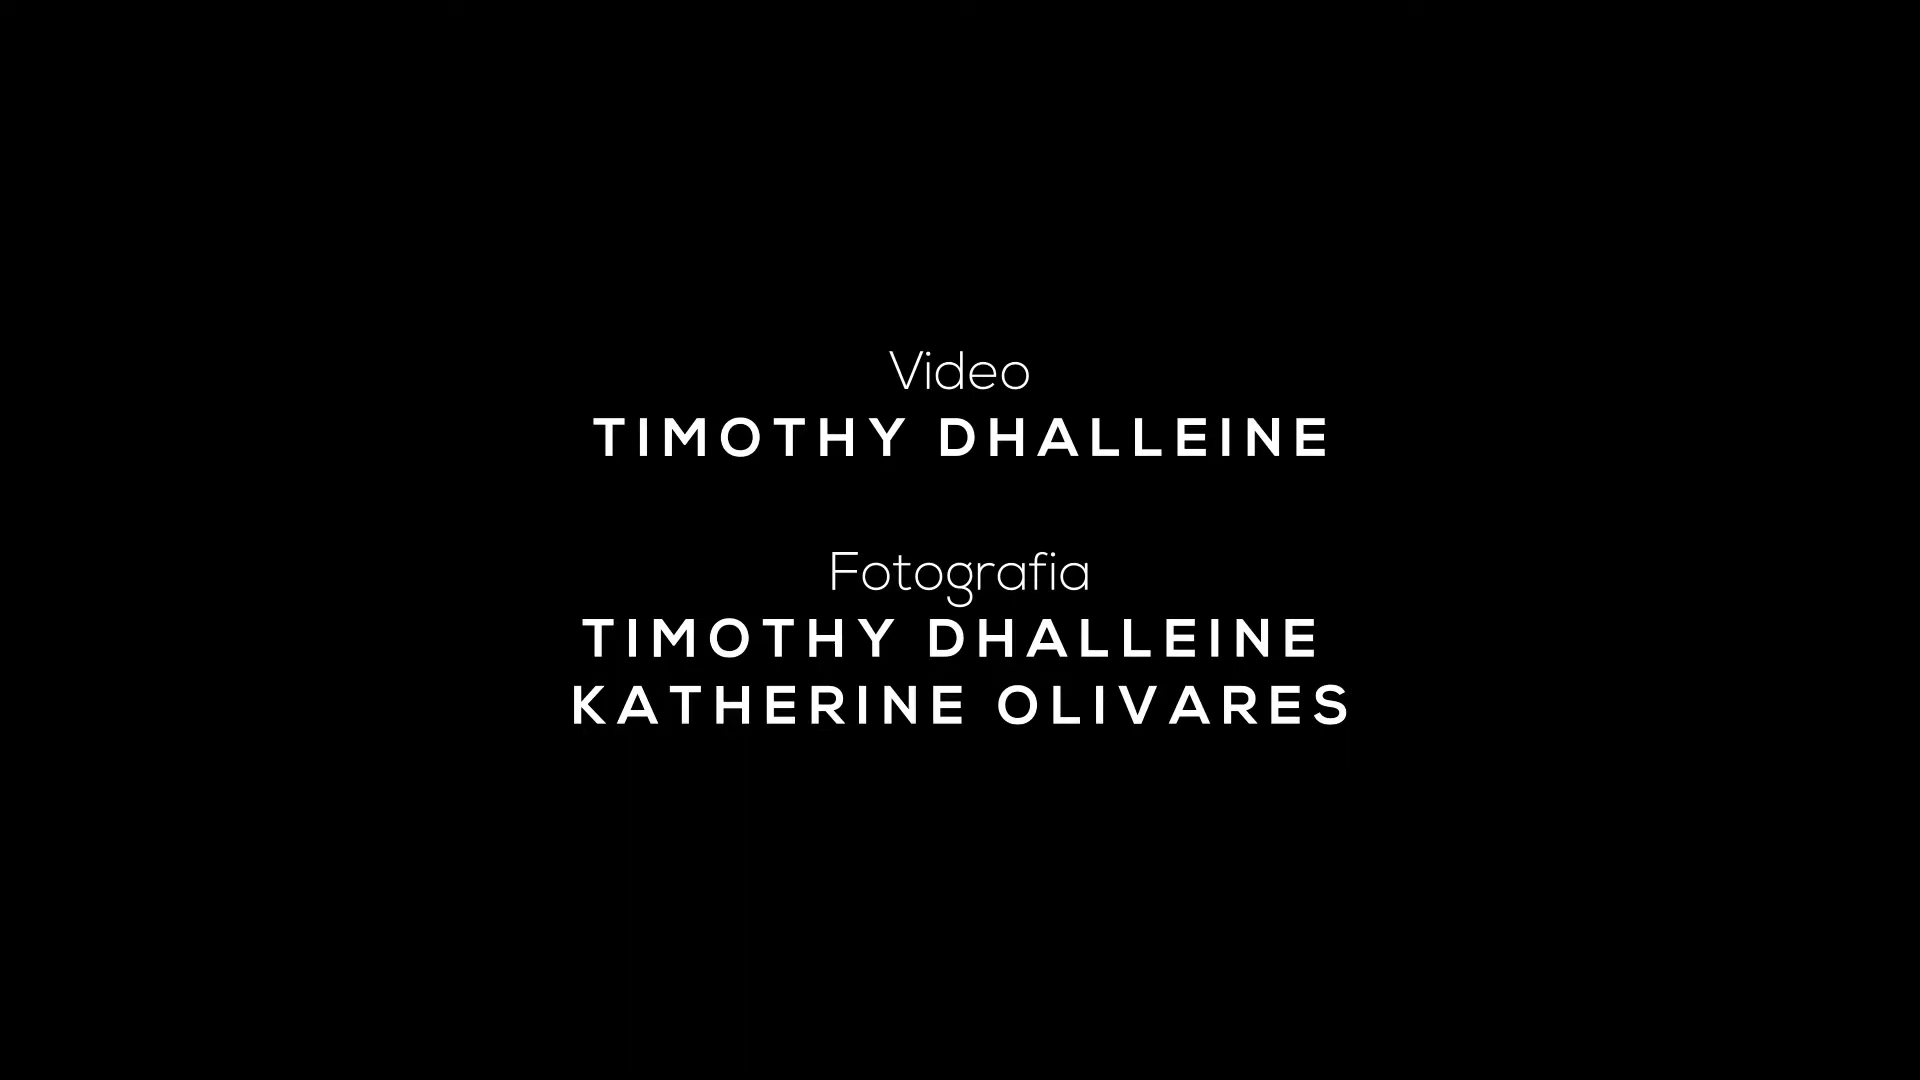 Video
TIMOTHY DHALLEINE
Fotografia
TIMOTHY DHALLEINE
KATHERINE OLIVARES